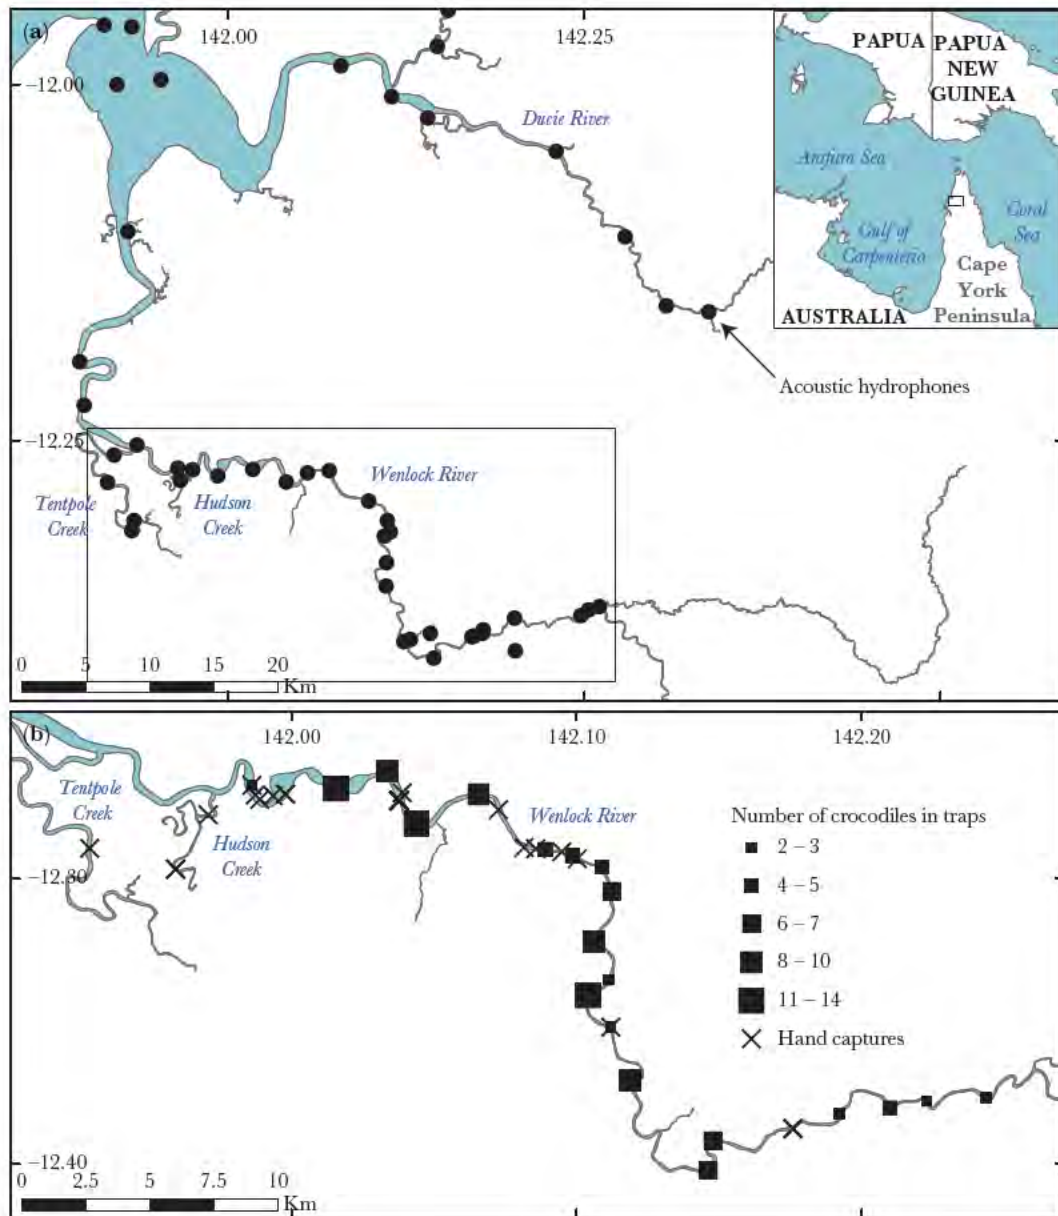 (a)
142.00
142.25
−12.00
Ducie River
PAPUA
PAPUA
NEW
GUINEA
Arafura Sea
Gulf of
Carpenteria
Coral
Sea
Cape
York
Peninsula
AUSTRALIA
Acoustic hydrophones
−12.25
Wenlock River
Tentpole
Creek
Hudson
Creek
0 5 10 15 20
Km
(b)
142.00
142.10
142.20
Tentpole
Creek
Hudson
Creek
Wenlock River
−12.30
Number of crocodiles in traps
2 – 3
4 – 5
6 – 7
8 – 10
11 – 14
Hand captures
−12.40
0 2.5 5 7.5 10
Km